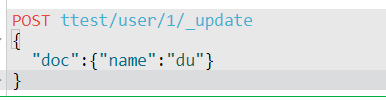 POST ttest/user/1/_update
{
  "doc":{"name":"du"}
}